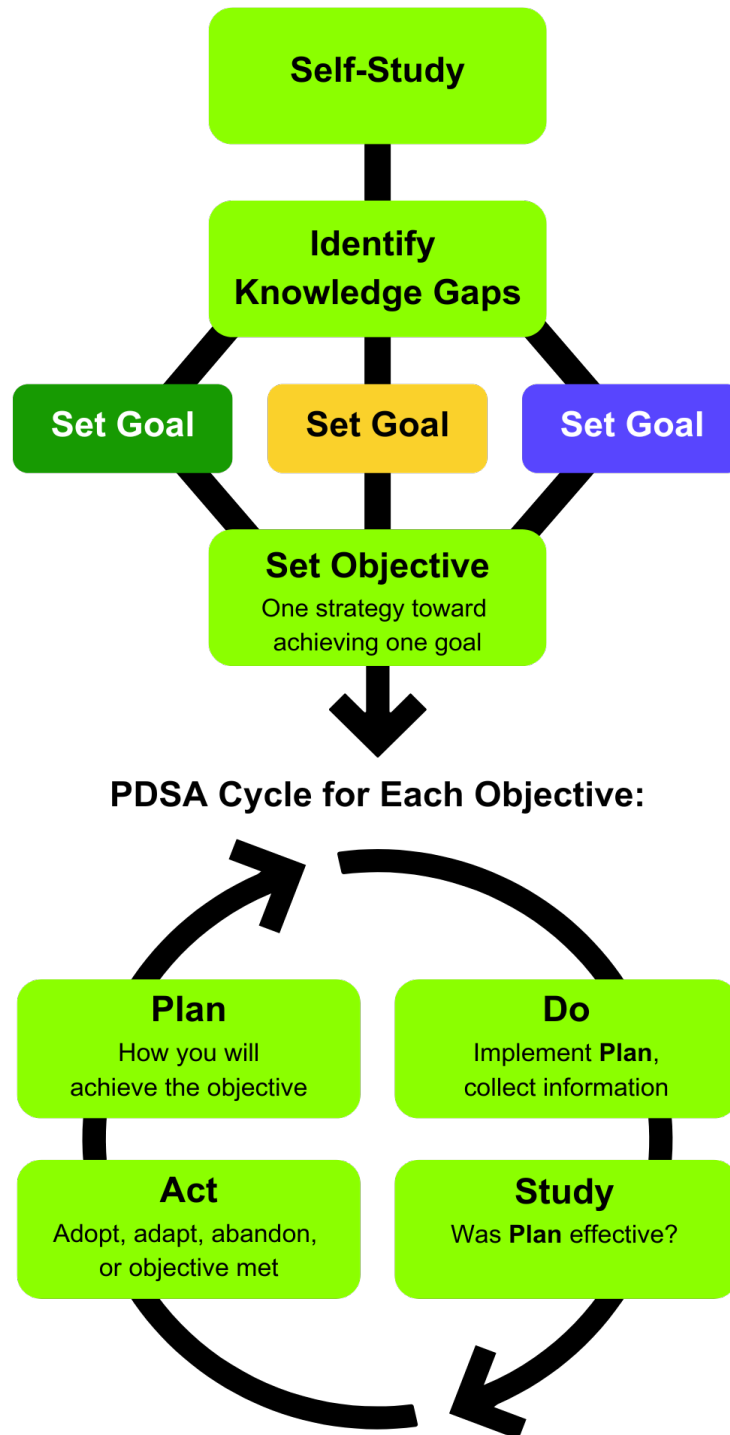 Self-Study
Identify
Knowledge Gaps
Set Goal
Set Goal
Set Goal
Set Objective
One strategy toward
achieving one goal
PDSA Cycle for Each Objective:
Plan
How you will
achieve the objective
Do
Implement Plan,
collect information
Act
Adopt, adapt, abandon,
or objective met
Study
Was Plan effective?